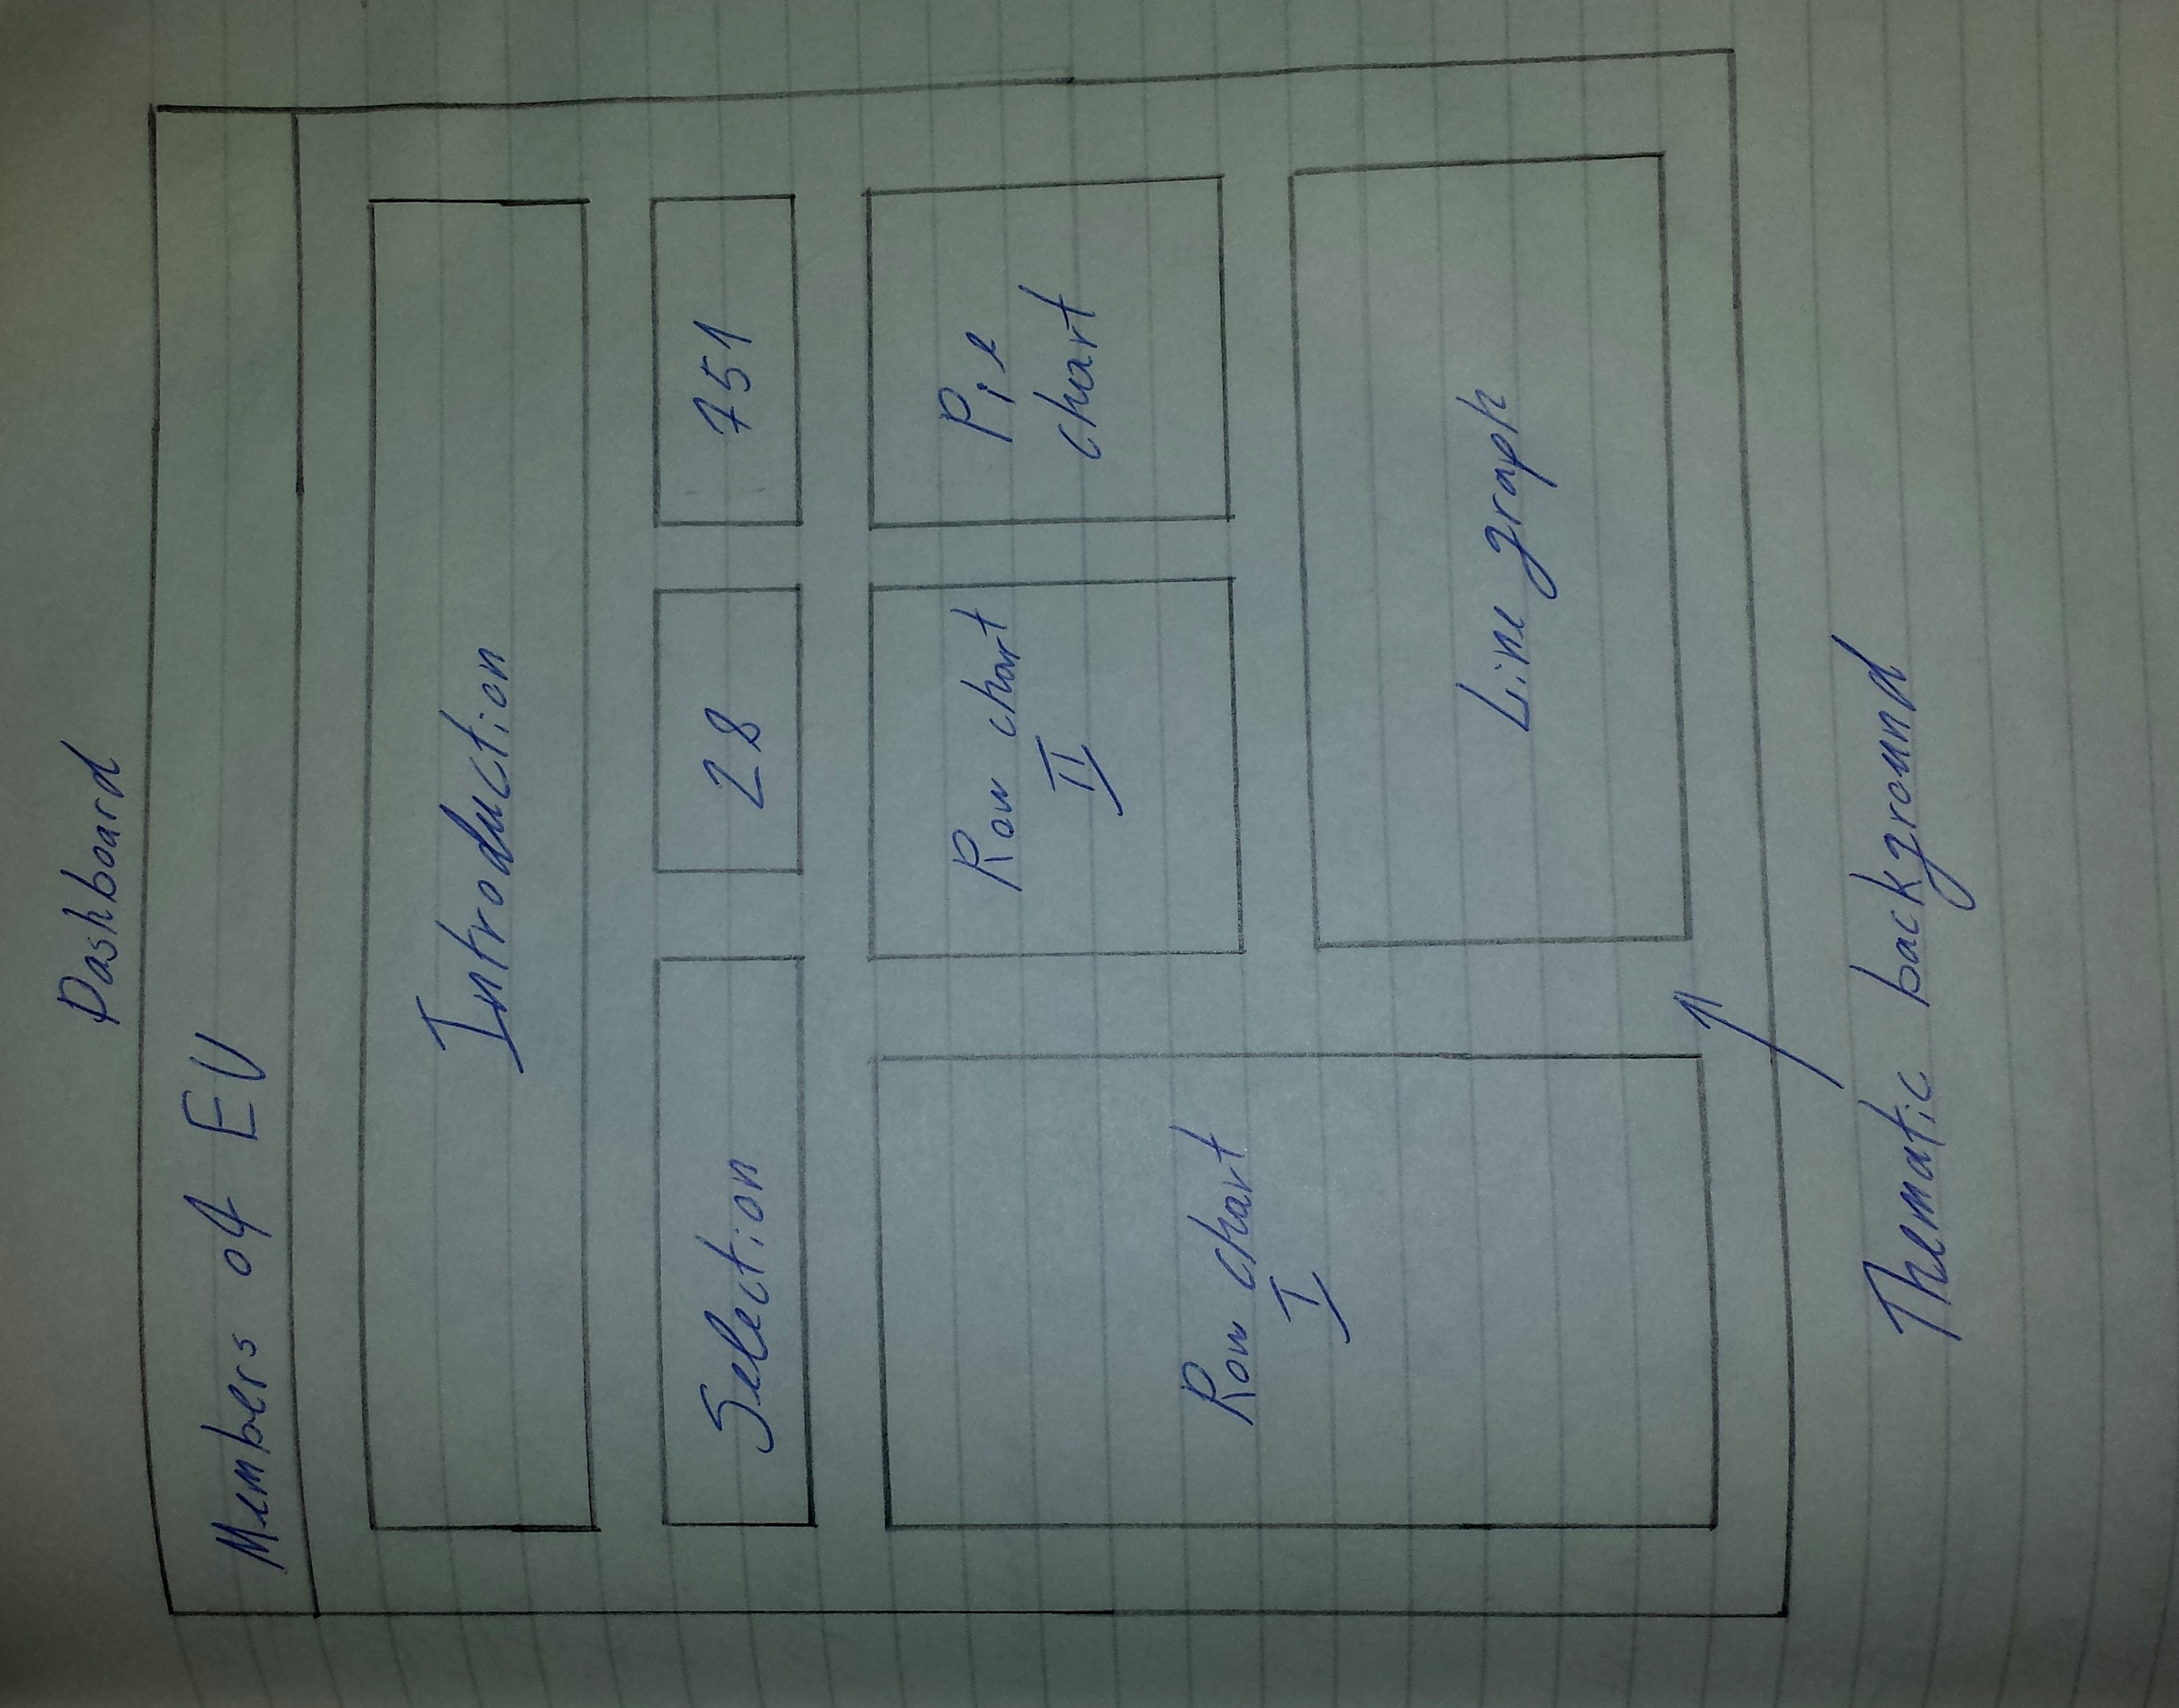 Dashboard
Members of EU
Introduction
Selection
28
751
Row chart
I
Row chart
II
Pie
chart
Line graph
Thematic background